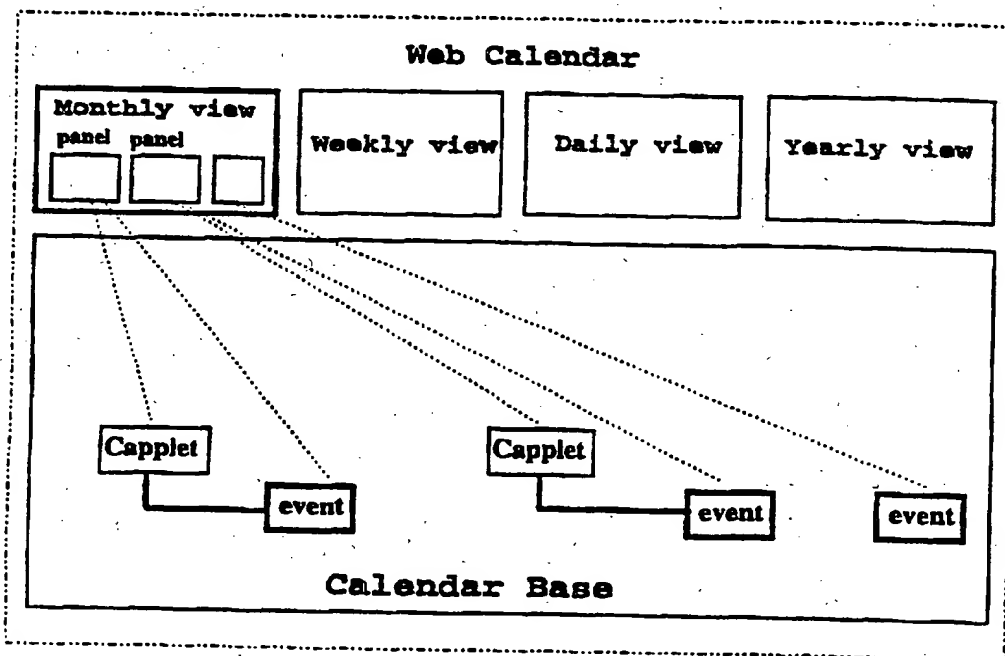 Web Calendar
Monthly view
panel panel
Weekly view
Daily view
Yearly view
Capplet
event
Capplet
event
event
Calendar Base